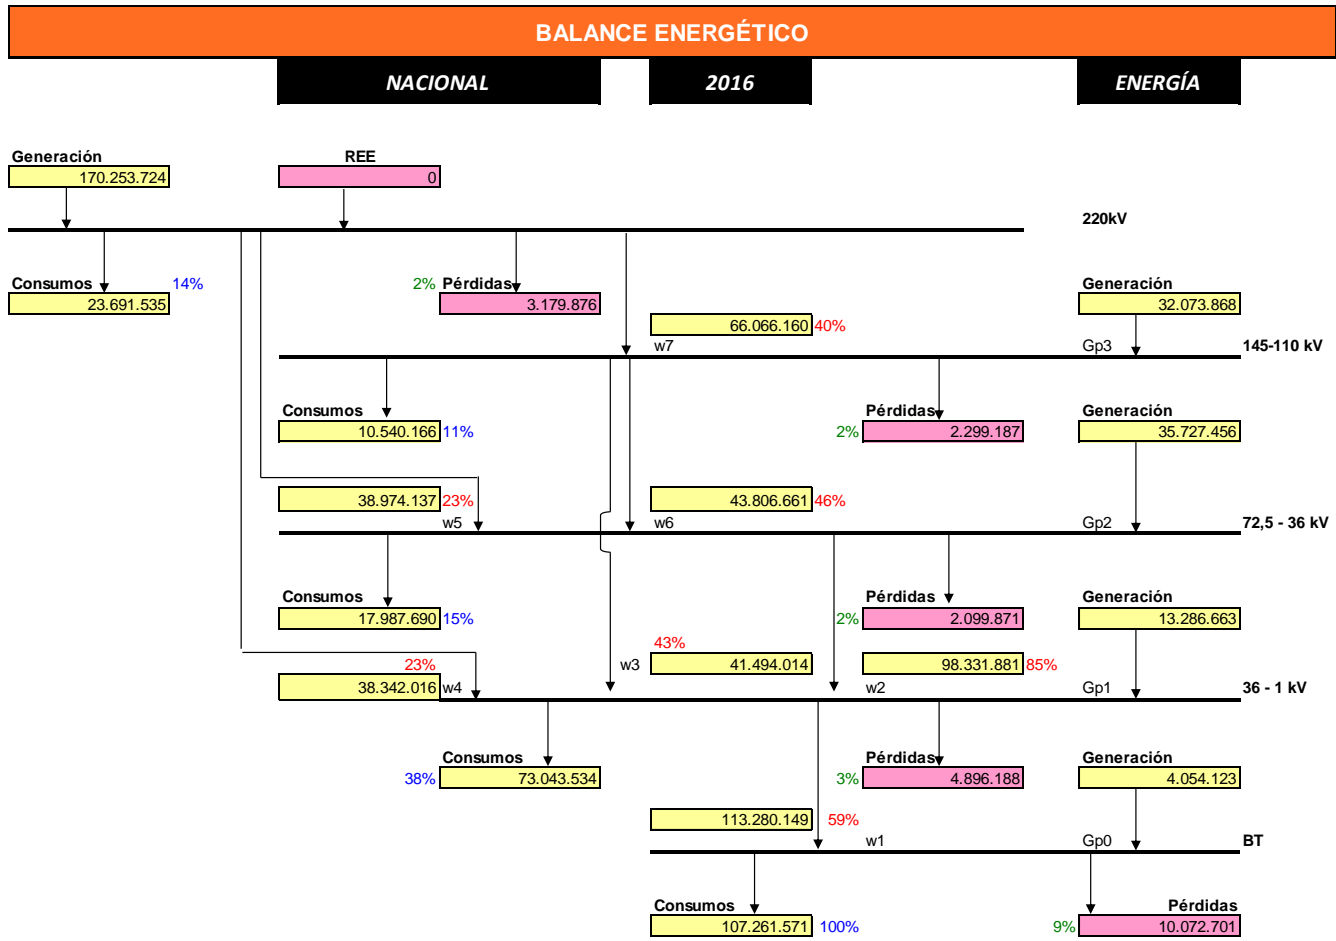 BALANCE ENERGÉTICO
NACIONAL 2016 ENERGÍA
Generación REE
170.253.724 0
220kV
Consumos 14% 2% Pérdidas Generación
23.691.535 3.179.876 32.073.868
66.066.160 40%
w7 Gp3 145-110 kV
Consumos Pérdidas Generación
10.540.166 11% 2% 2.299.187 35.727.456
38.974.137 23% 43.806.661 46%
w5 w6 Gp2 72,5 - 36 kV
Consumos Pérdidas Generación
17.987.690 15% 2% 2.099.871 13.286.663
43%
23% w3 41.494.014 98.331.881 85%
38.342.016 w4 w2 Gp1 36 - 1 kV
Consumos Pérdidas Generación
38% 73.043.534 3% 4.896.188 4.054.123
113.280.149 59%
w1 Gp0 BT
Consumos Pérdidas
107.261.571 100% 9% 10.072.701